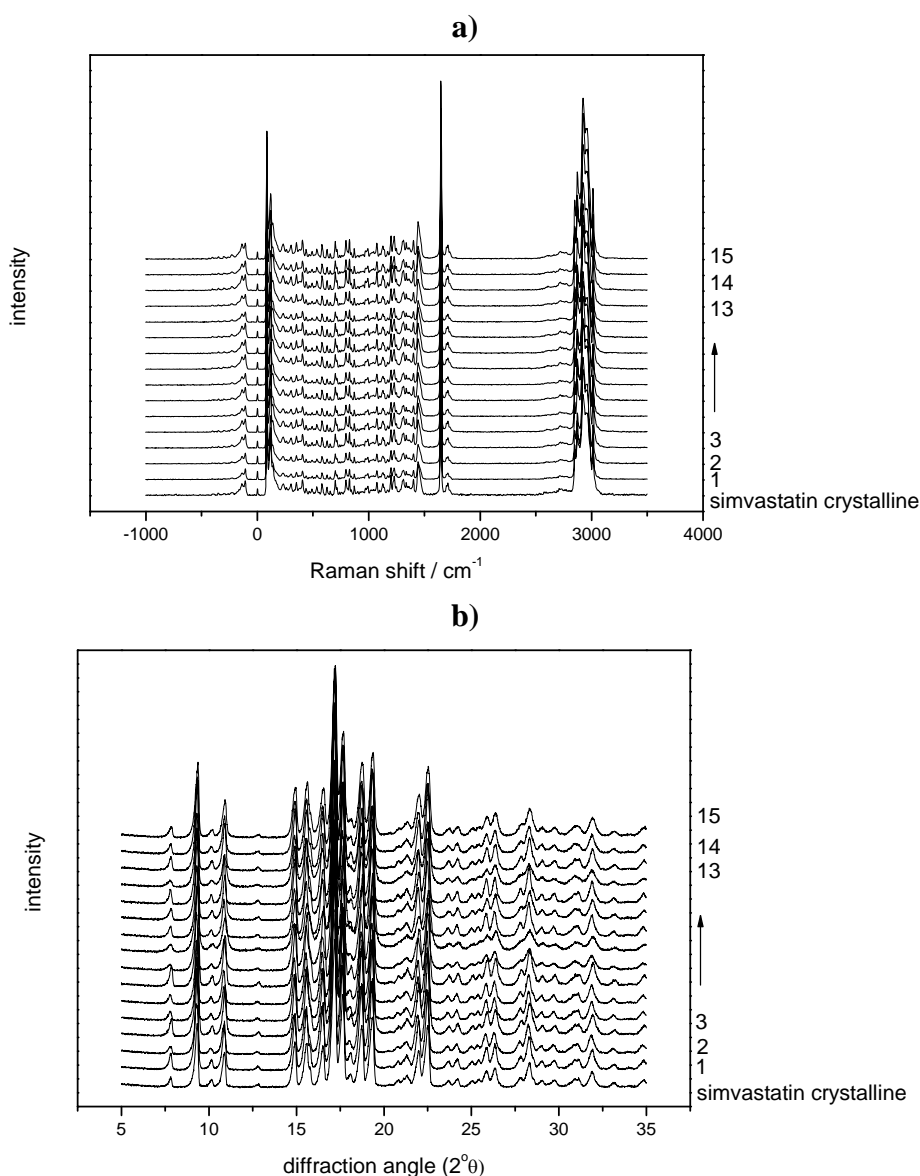 a)
intensity
15
14
13
3
2
1
simvastatin crystalline
-1000 0 1000 2000 3000 4000
Raman shift / cm⁻¹
b)
intensity
15
14
13
3
2
1
simvastatin crystalline
5 10 15 20 25 30 35
diffraction angle (2°θ)